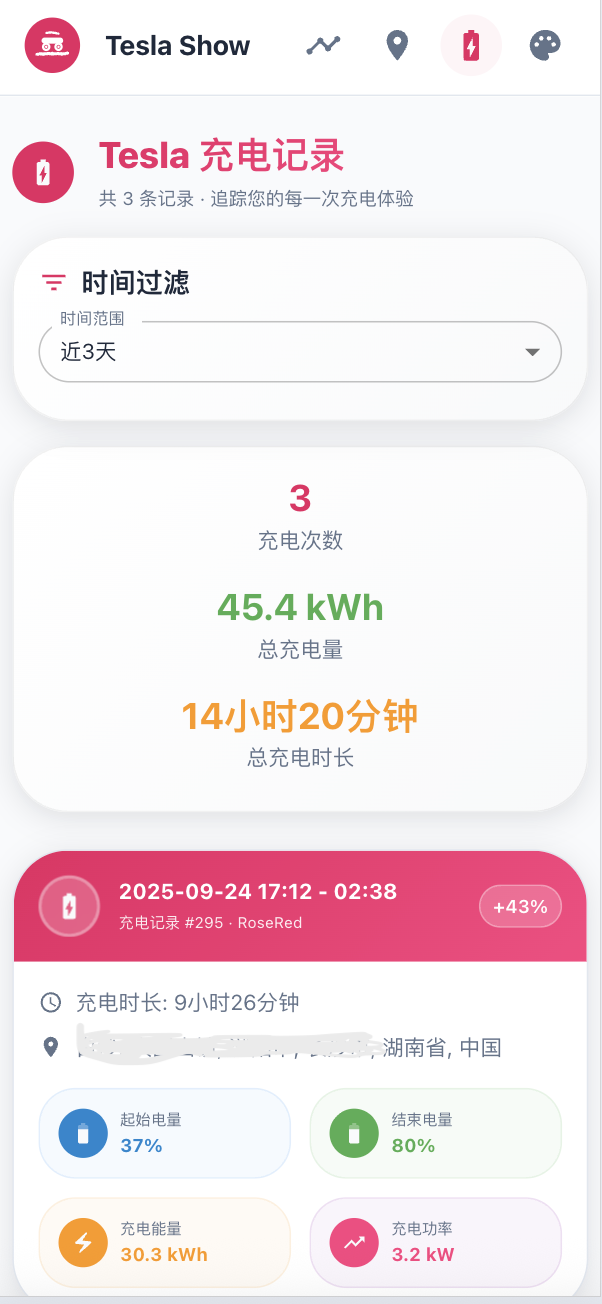 Tesla Show
Tesla 充电记录
共 3 条记录 · 追踪您的每一次充电体验
时间过滤
时间范围
近3天
3
充电次数
45.4 kWh
总充电量
14小时20分钟
总充电时长
2025-09-24 17:12 - 02:38
充电记录 #295 · RoseRed
+43%
充电时长: 9小时26分钟
湖南省, 中国
起始电量
37%
结束电量
80%
充电能量
30.3 kWh
充电功率
3.2 kW